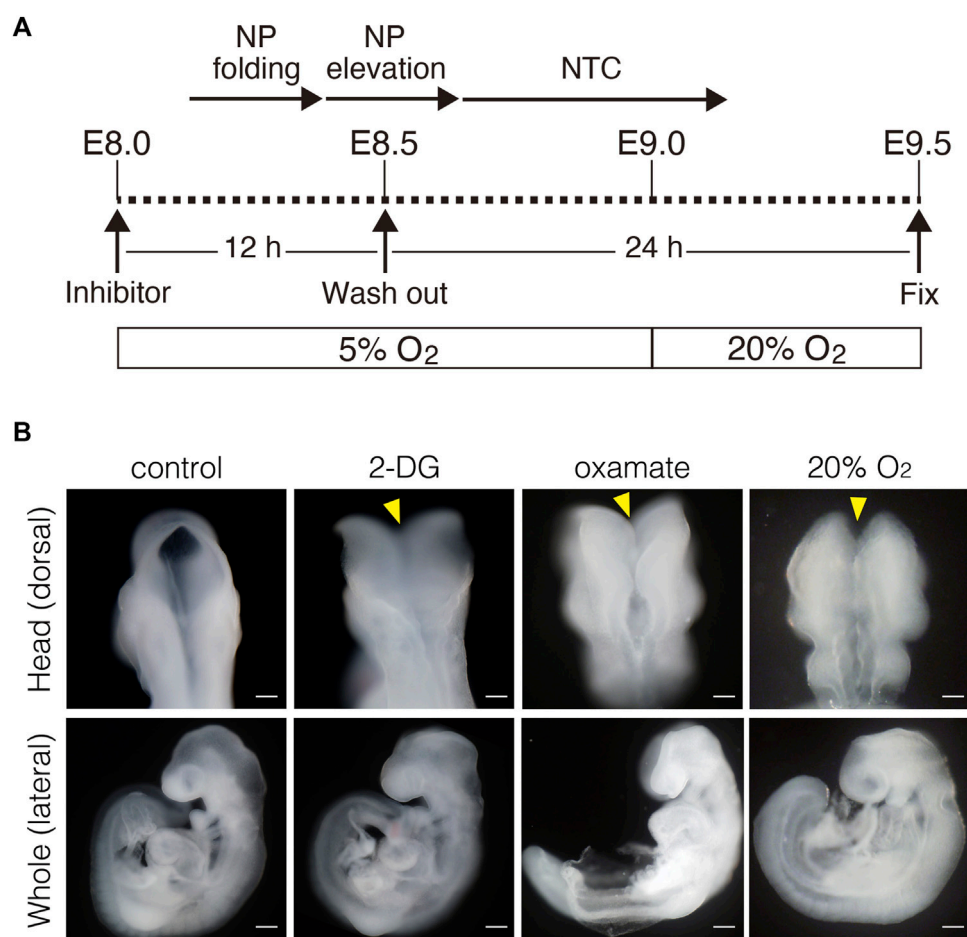 A
NP
folding
NP
elevation
NTC
E8.0
E8.5
E9.0
E9.5
12 h
24 h
Inhibitor
Wash out
Fix
5% O₂
20% O₂
B
control
2-DG
oxamate
20% O₂
Head (dorsal)
Whole (lateral)